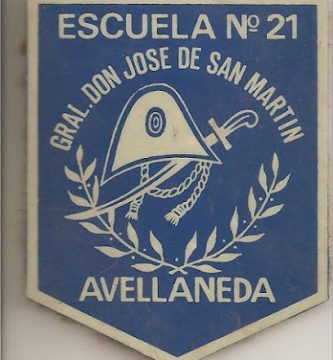 ESCUELA Nº 21
GRAL. DON JOSE DE SAN MARTIN
AVELLANEDA